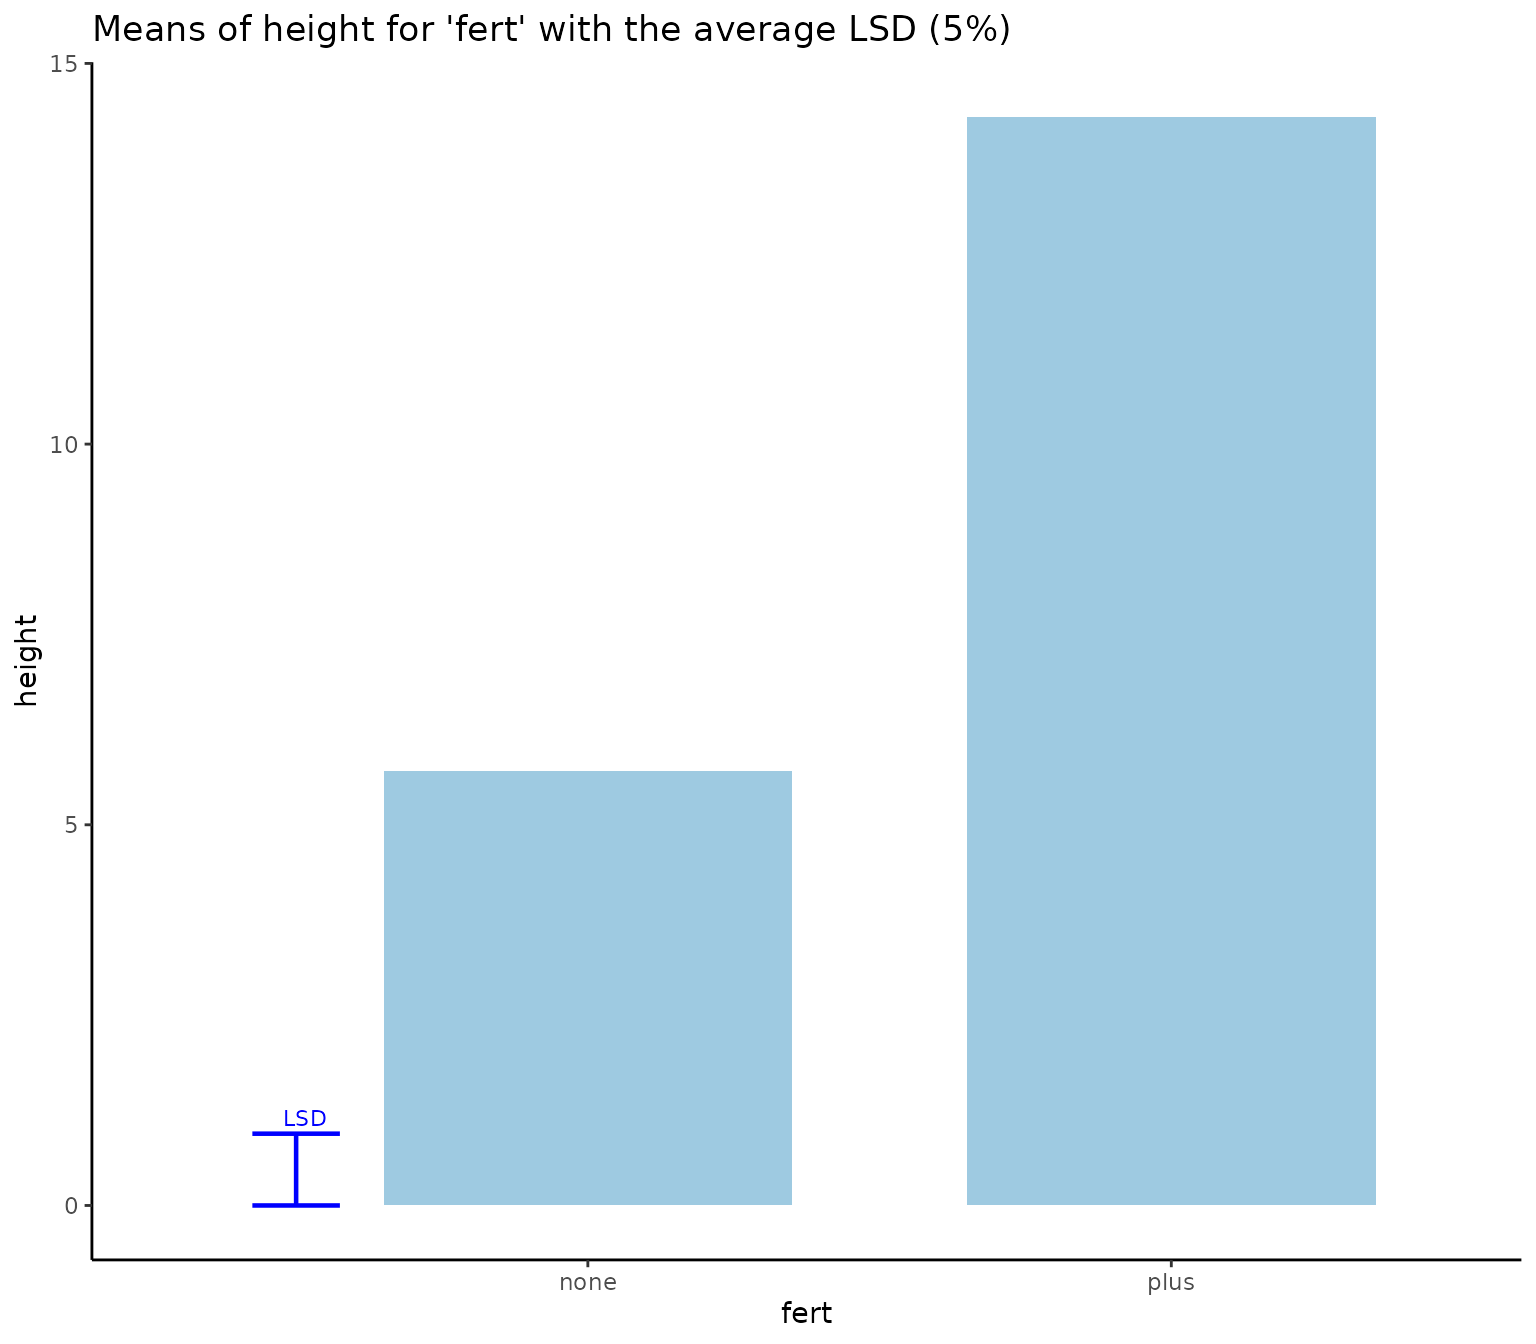 Means of height for 'fert' with the average LSD (5%)
15
10
height
5
LSD
0
none plus
fert